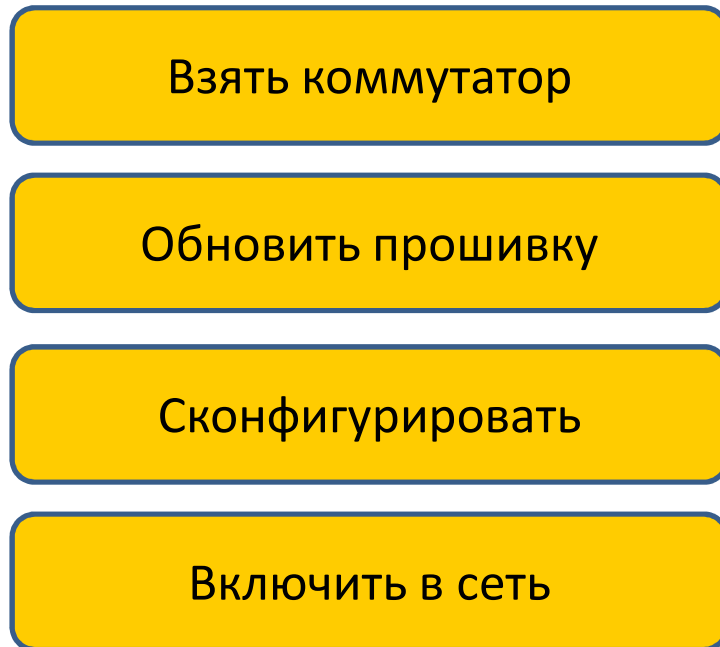 Взять коммутатор
Обновить прошивку
Сконфигурировать
Включить в сеть